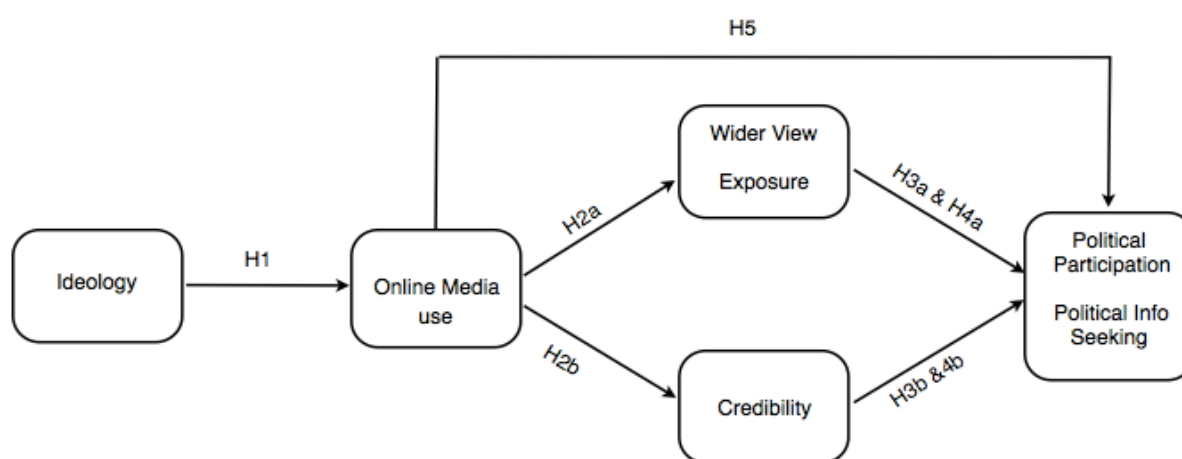 H5
Wider View
Exposure
H2a
H3a & H4a
Ideology
H1
Online Media
use
Political
Participation
Political Info
Seeking
H2b
Credibility
H3b &4b